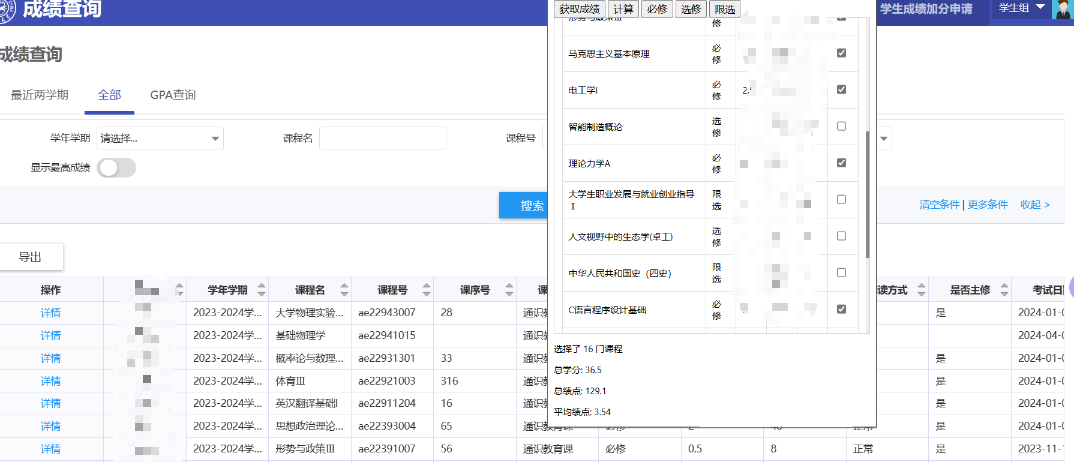 成绩查询
学生成绩加分申请
学生组
成绩查询
最近两学期
全部
GPA查询
学年学期
请选择...
课程名
课程号
显示最高成绩
搜索
清空条件 | 更多条件
收起 >
导出
操作
学年学期
课程名
课程号
课序号
读方式
是否主修
考试日
详情 2023-2024学... 大学物理实验... ae22943007 28 通识 是 2024-01-0
详情 2023-2024学... 基础物理学 ae22941015 通识 2024-04-0
详情 2023-2024学... 概率论与数理... ae22931301 33 通识 是 2024-01-0
详情 2023-2024学... 体育Ⅲ ae22921003 316 通识 是 2024-01-0
详情 2023-2024学... 英汉翻译基础Ⅰ ae22911204 16 通识 是 2024-01-0
详情 2023-2024学... 思想政治理论... ae22393004 65 是 2024-01-0
详情 2023-2024学... 形势与政策Ⅲ ae22391007 56 通识教育课 必修 0.5 8 正常 是 2023-11-
获取成绩 计算 必修 选修 限选
修
马克思主义基本原理 必修
电工学Ⅰ 必修
智能制造概论 选修
理论力学A 必修
大学生职业发展与就业创业指导Ⅰ 限选
人文视野中的生态学(卓工) 选修
中华人民共和国史（四史） 限选
C语言程序设计基础 必修
选择了 16 门课程
总学分: 36.5
总绩点: 129.1
平均绩点: 3.54